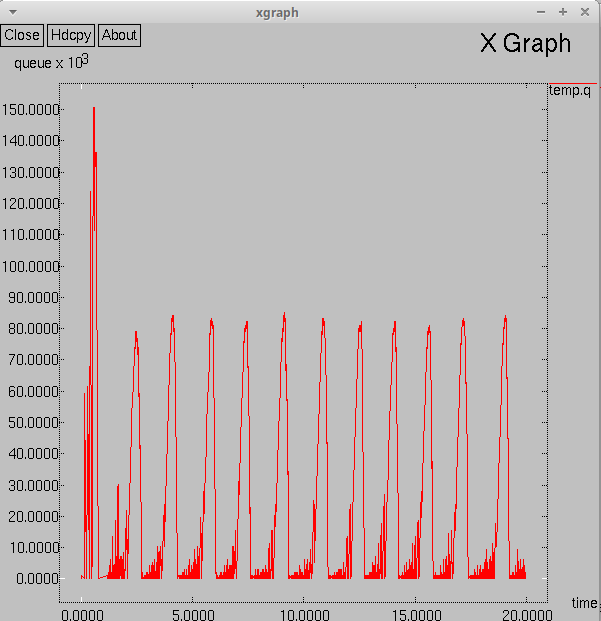 xgraph
Close Hdcpy About
X Graph
queue x 10³
temp.q
150.0000
140.0000
130.0000
120.0000
110.0000
100.0000
90.0000
80.0000
70.0000
60.0000
50.0000
40.0000
30.0000
20.0000
10.0000
0.0000
time
0.0000 5.0000 10.0000 15.0000 20.0000